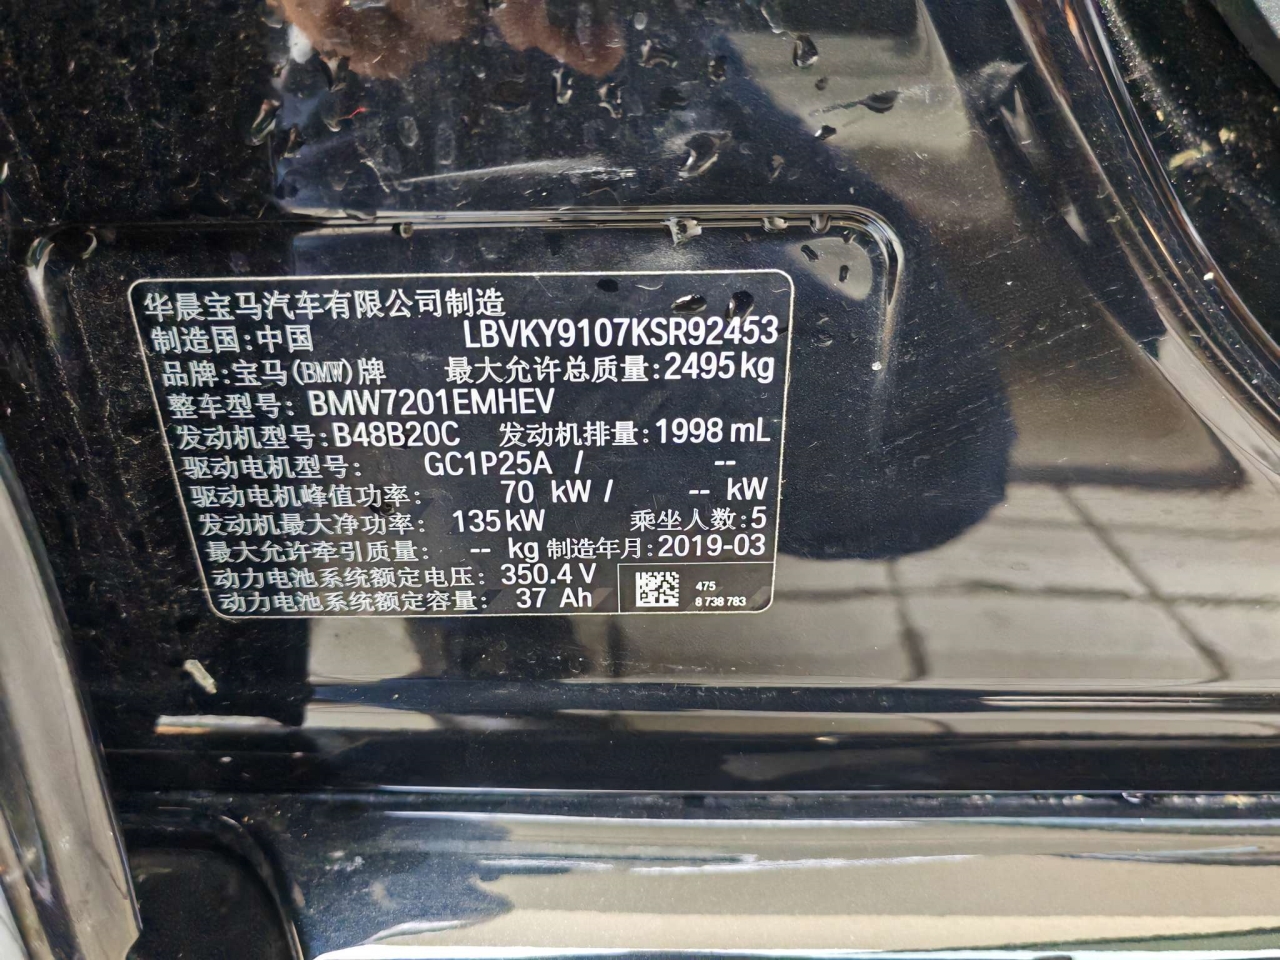 华晨宝马汽车有限公司制造
制造国:中国 LBVKY9107KSR92453
品牌:宝马(BMW)牌 最大允许总质量:2495kg
整车型号: BMW7201EMHEV
发动机型号:B48B20C 发动机排量:1998 mL
驱动电机型号: GC1P25A / --
驱动电机峰值功率: 70 kW / -- kW
发动机最大净功率: 135kW 乘坐人数:5
最大允许牵引质量: -- kg 制造年月:2019-03
动力电池系统额定电压: 350.4 V
动力电池系统额定容量: 37 Ah
475
8 738 783